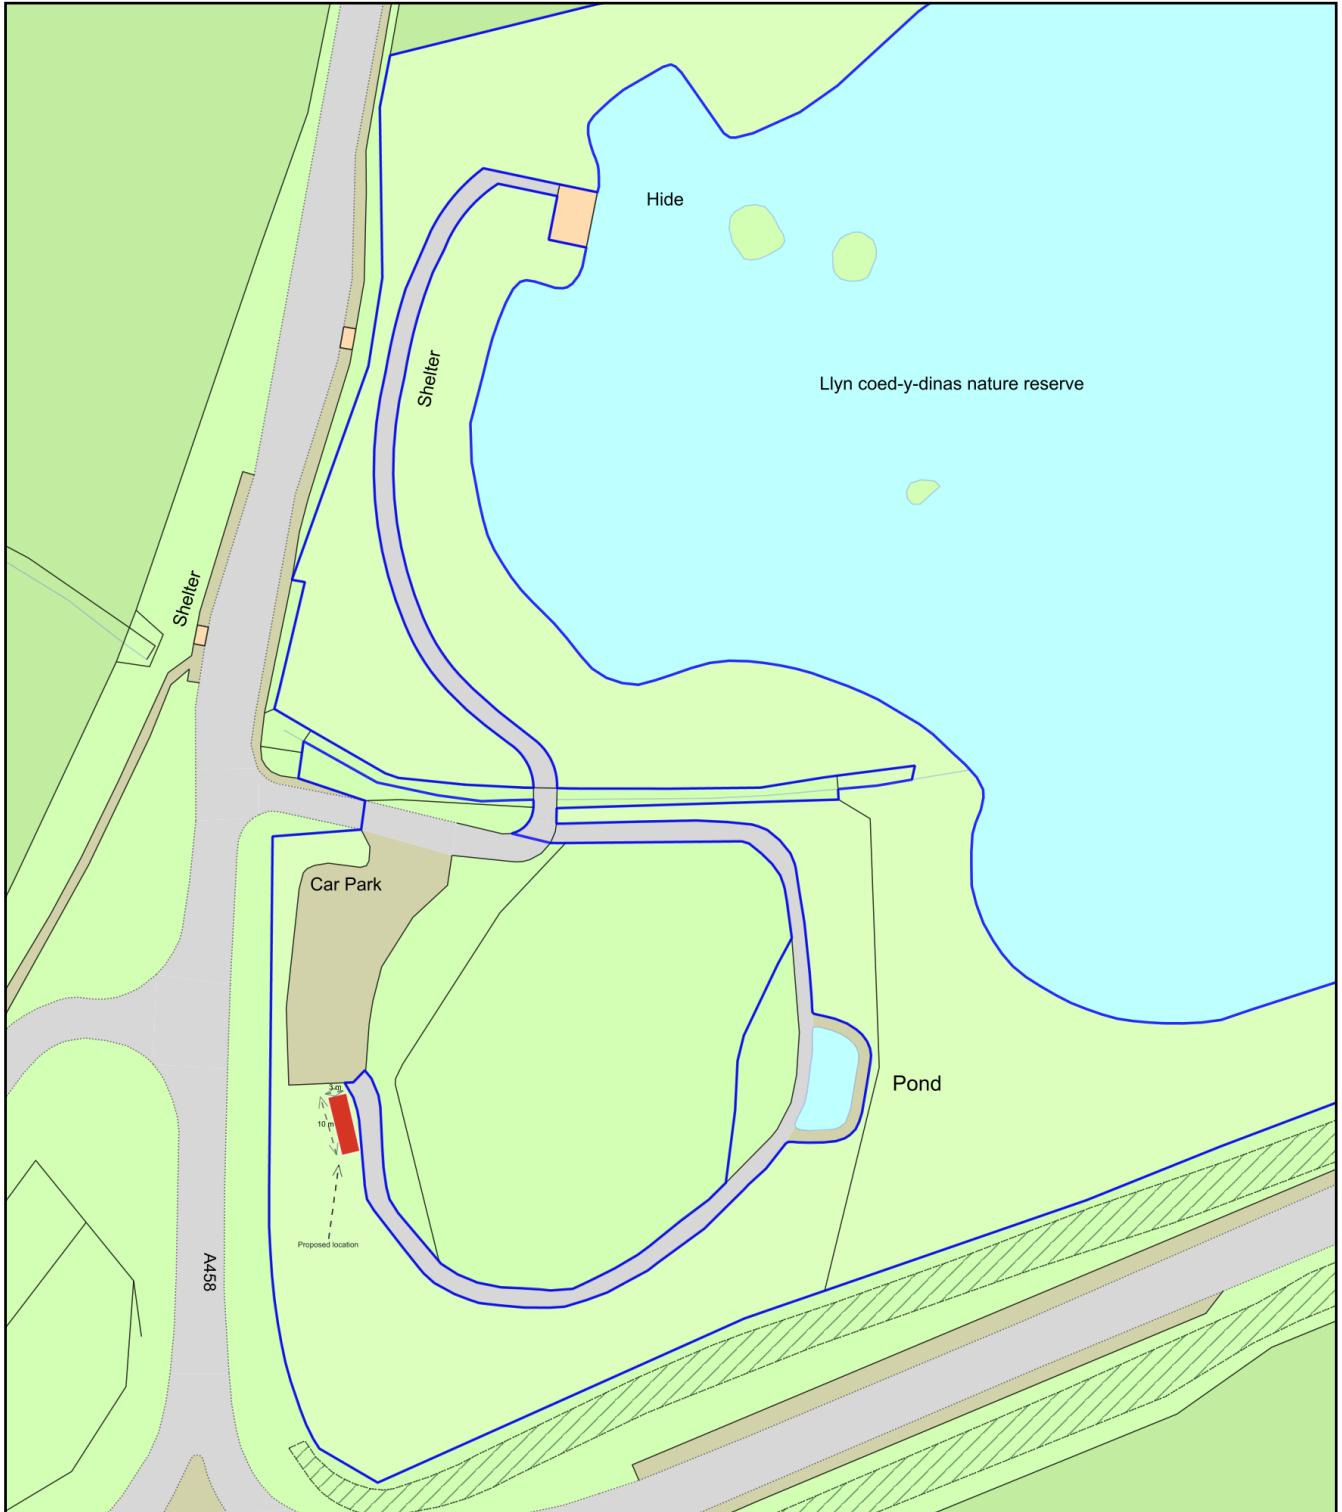 Hide
Shelter
Llyn coed-y-dinas nature reserve
Shelter
Car Park
Pond
3 m
10 m
Proposed location
A458